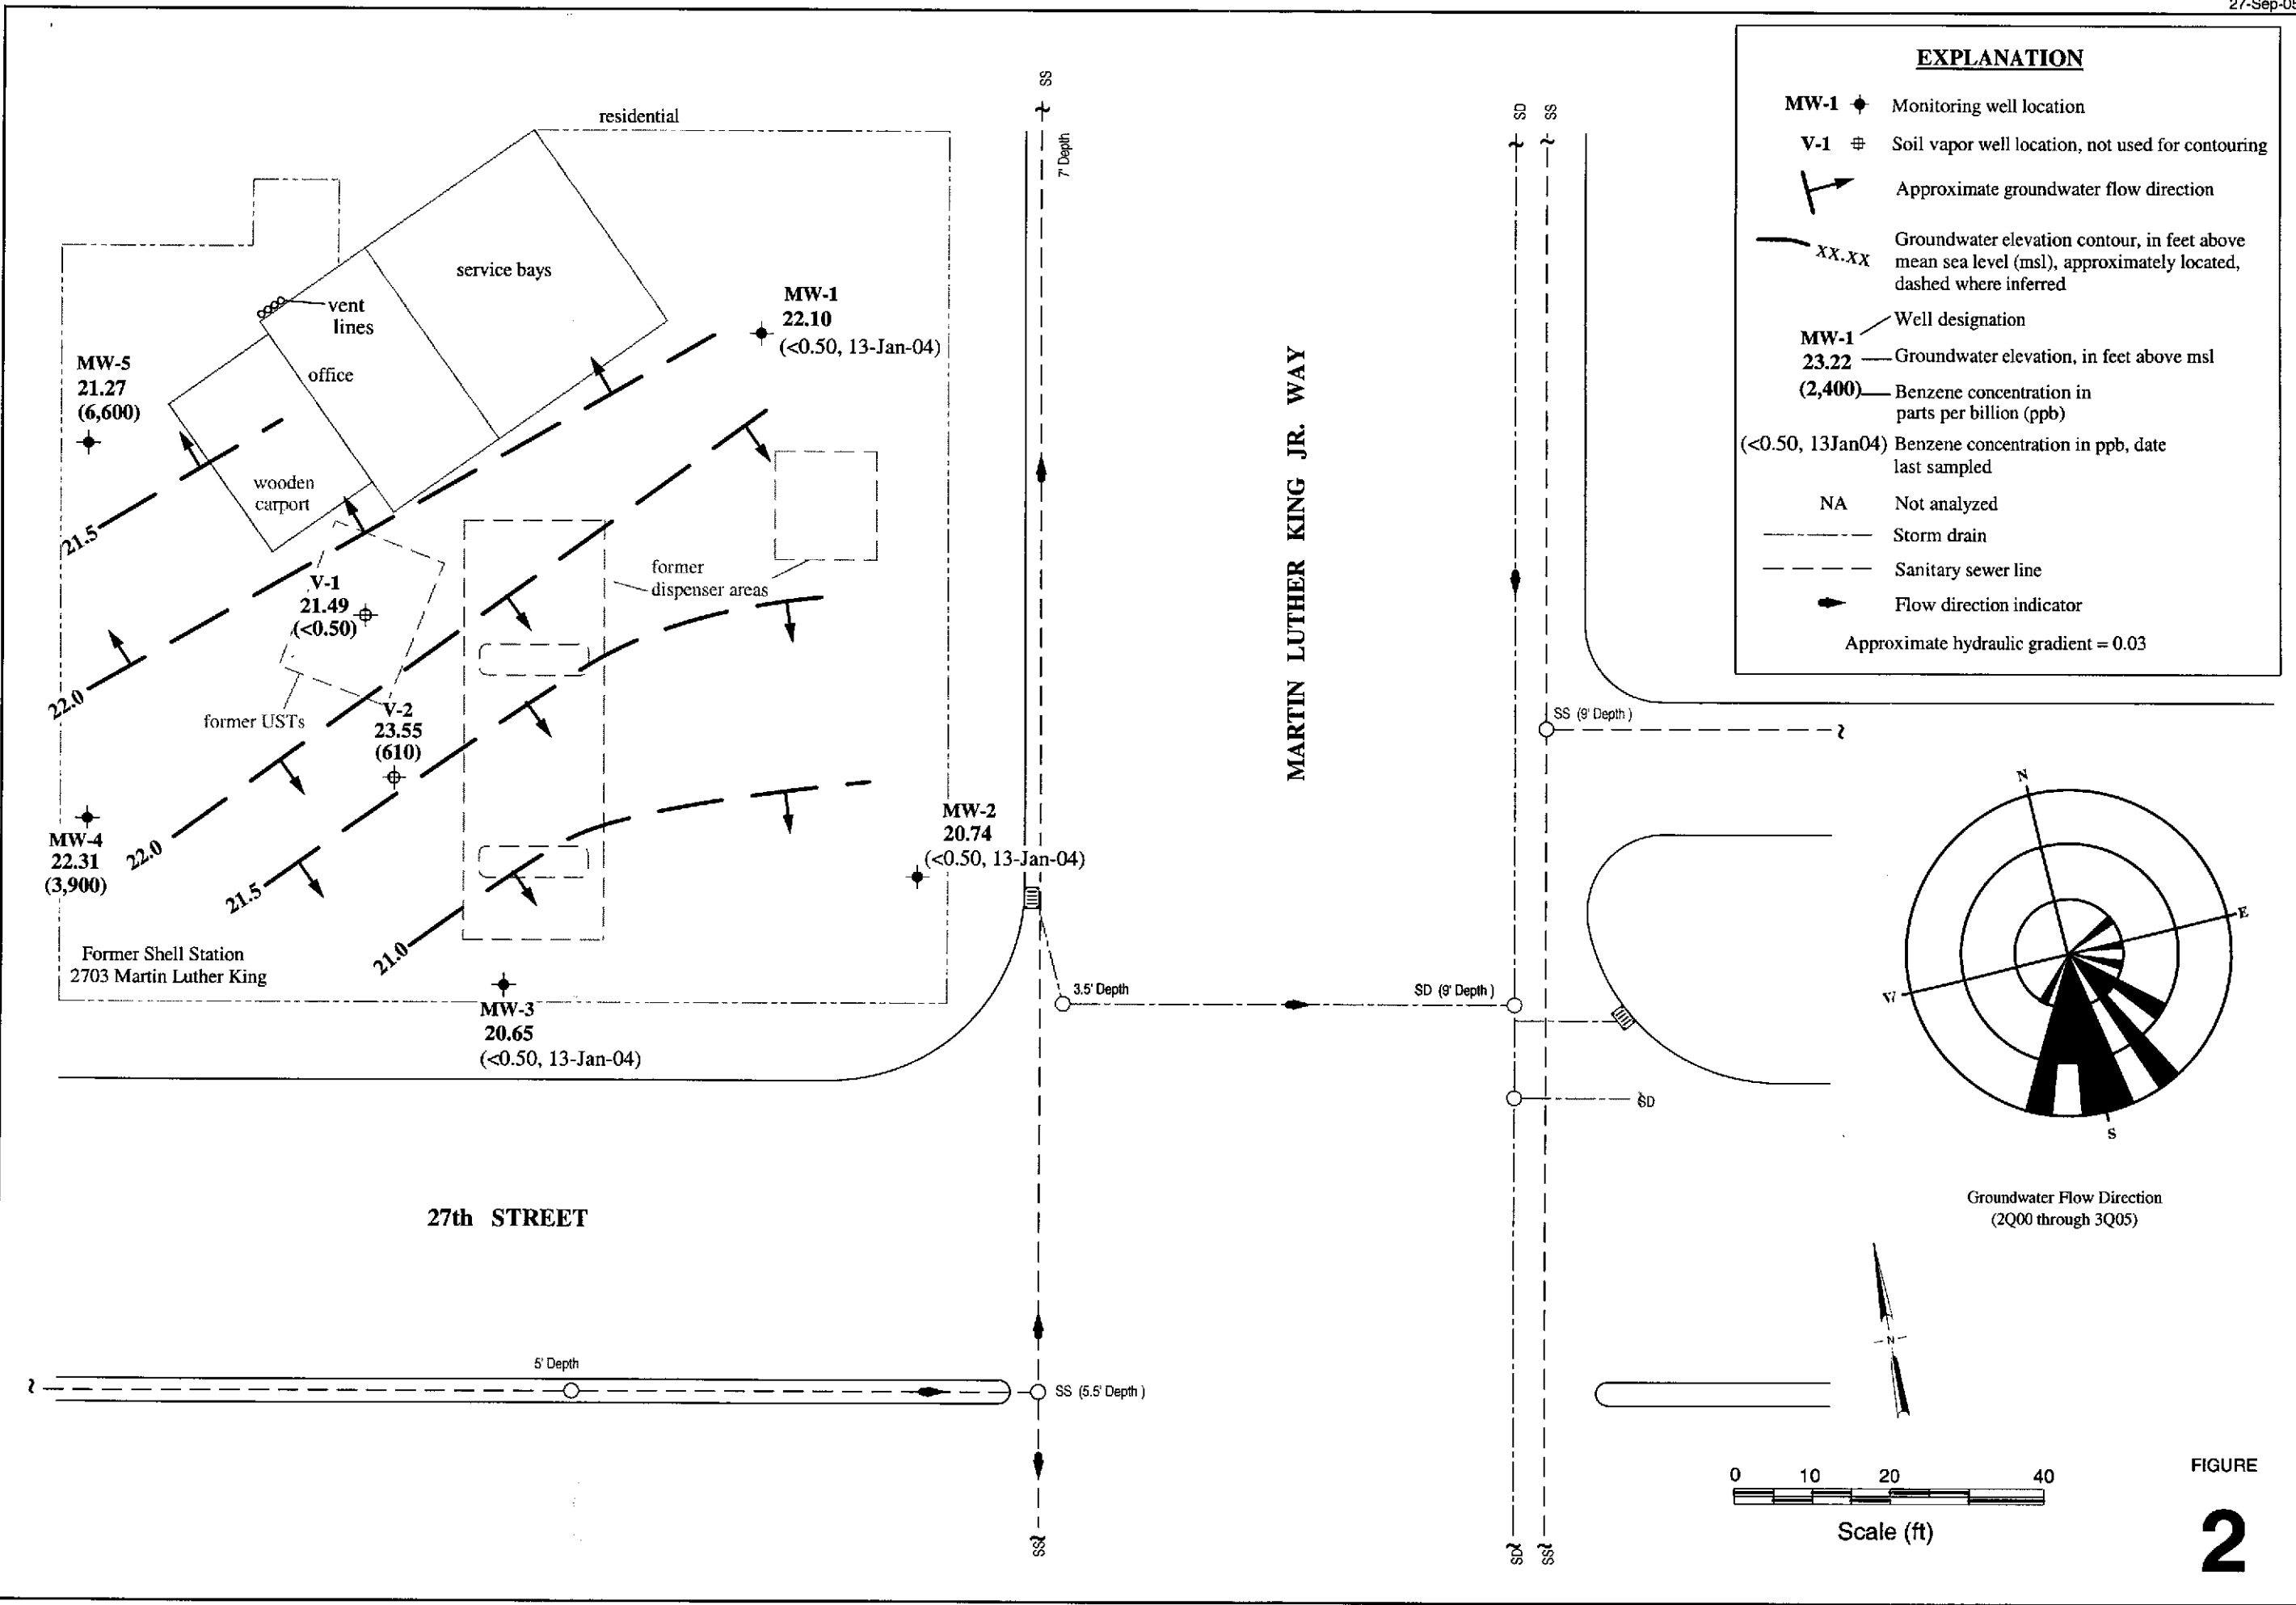 27-Sep-05
EXPLANATION
MW-1 Monitoring well location
V-1 Soil vapor well location, not used for contouring
Approximate groundwater flow direction
XX.XX
Groundwater elevation contour, in feet above
mean sea level (msl), approximately located,
dashed where inferred
Well designation
MW-1
23.22 Groundwater elevation, in feet above msl
(2,400) Benzene concentration in
parts per billion (ppb)
(<0.50, 13Jan04) Benzene concentration in ppb, date
last sampled
NA Not analyzed
Storm drain
Sanitary sewer line
Flow direction indicator
Approximate hydraulic gradient = 0.03
residential
service bays
vent
lines
office
wooden
carport
MW-1
22.10
(<0.50, 13-Jan-04)
MW-5
21.27
(6,600)
21.5
22.0
V-1
21.49
(<0.50)
former
dispenser areas
former USTs
V-2
23.55
(610)
MW-4
22.31
(3,900)
22.0
21.5
21.0
MW-2
20.74
(<0.50, 13-Jan-04)
Former Shell Station
2703 Martin Luther King
MW-3
20.65
(<0.50, 13-Jan-04)
SS
7' Depth
SD
SS
MARTIN LUTHER KING JR. WAY
SS (9' Depth )
3.5' Depth
SD (9' Depth )
SD
27th STREET
5' Depth
SS (5.5' Depth )
SS
SD
SS
N
E
W
S
Groundwater Flow Direction
(2Q00 through 3Q05)
N
0 10 20 40
Scale (ft)
FIGURE
2